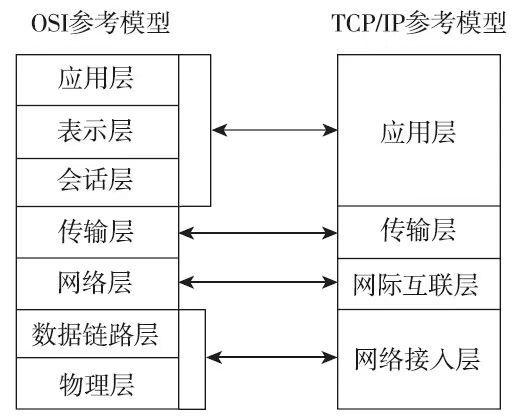 OSI参考模型
TCP/IP参考模型
应用层
表示层
会话层
传输层
网络层
数据链路层
物理层
应用层
传输层
网际互联层
网络接入层